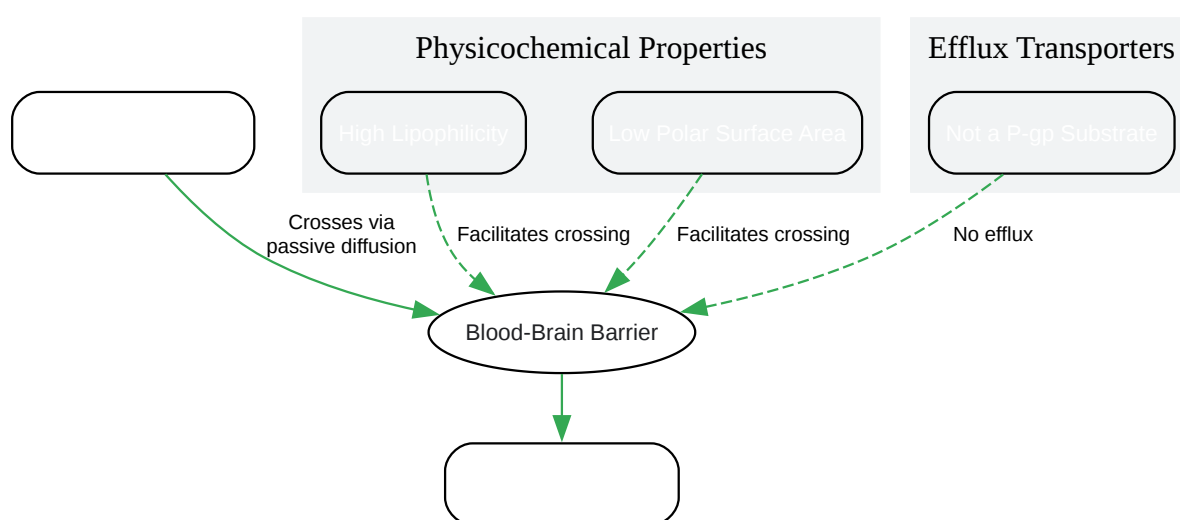 Physicochemical Properties
Efflux Transporters
High Lipophilicity
Low Polar Surface Area
Not a P-gp Substrate
Crosses via
passive diffusion
Facilitates crossing
Facilitates crossing
No efflux
Blood-Brain Barrier